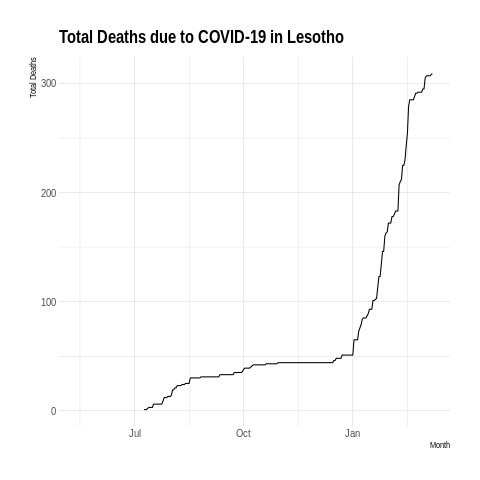 Total Deaths due to COVID-19 in Lesotho
Total Deaths
300
200
100
0
Jul Oct Jan
Month